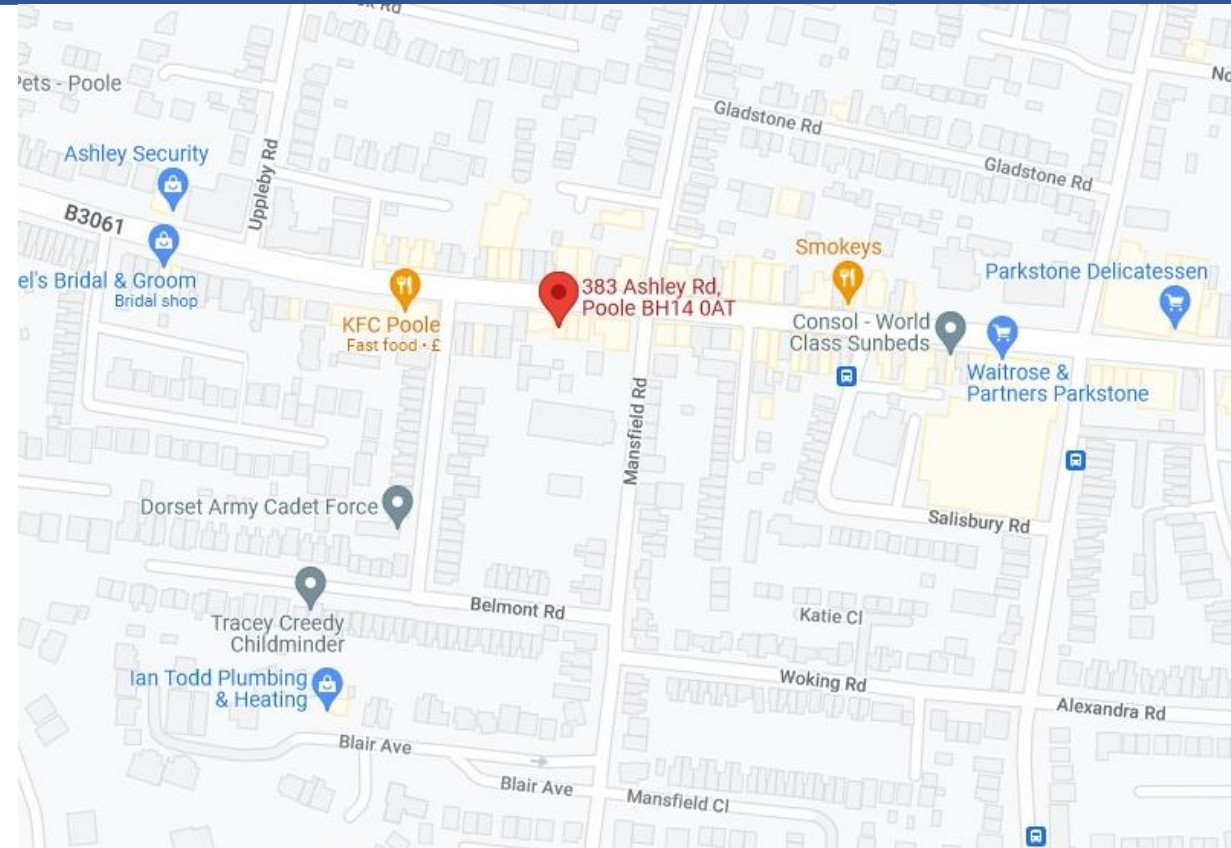 Rd
Pets - Poole
No
Gladstone Rd
Gladstone Rd
Ashley Security
Uppleby Rd
B3061
el's Bridal & Groom
Bridal shop
Smokeys
Parkstone Delicatessen
383 Ashley Rd,
Poole BH14 0AT
KFC Poole
Fast food · £
Consol - World
Class Sunbeds
Waitrose &
Partners Parkstone
Mansfield Rd
Dorset Army Cadet Force
Salisbury Rd
Belmont Rd
Tracey Creedy
Childminder
Katie Cl
Ian Todd Plumbing
& Heating
Woking Rd
Alexandra Rd
Blair Ave
Blair Ave
Mansfield Cl